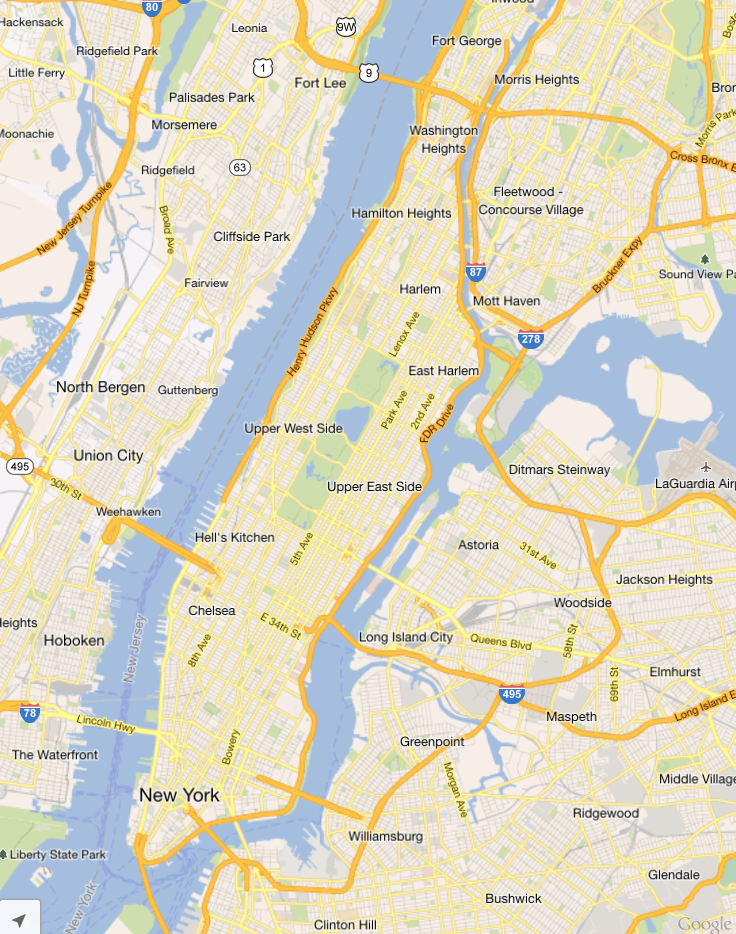 Hackensack
80
Leonia
9W
Inwood
Ridgefield Park
Fort George
Little Ferry
1
9
Fort Lee
Morris Heights
Palisades Park
Moonachie
Morsemere
Washington
Heights
Morris Park
Cross Bronx E
Ridgefield
63
Fleetwood -
Concourse Village
New Jersey Turnpike
Broad Ave
Hamilton Heights
Cliffside Park
NJ Turnpike
Fairview
87
Bruckner Expy
Sound View Pa
Harlem
Mott Haven
Henry Hudson Pkwy
Lenox Ave
278
East Harlem
North Bergen
Guttenberg
Park Ave
2nd Ave
FDR Drive
Upper West Side
Union City
495
50th St
Ditmars Steinway
LaGuardia Airp
Upper East Side
Weehawken
Hell's Kitchen
5th Ave
Astoria
31st Ave
Jackson Heights
Chelsea
Woodside
E 34th St
Heights
Hoboken
New Jersey
8th Ave
Long Island City
Queens Blvd
58th St
69th St
Elmhurst
495
78
Lincoln Hwy
Maspeth
Long Island E
The Waterfront
Bowery
Greenpoint
Morgan Ave
Middle Village
New York
Ridgewood
Williamsburg
Liberty State Park
Glendale
New York
Bushwick
Clinton Hill
Google